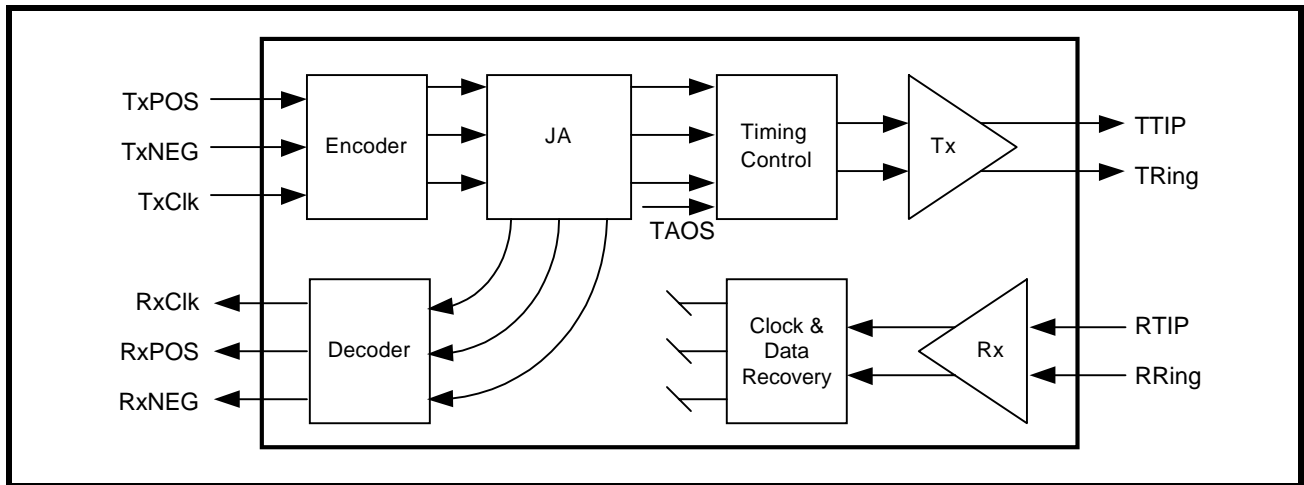 TxPOS
TxNEG
TxClk
Encoder
JA
Timing
Control
TAOS
Tx
TTIP
TRing
RxClk
RxPOS
RxNEG
Decoder
Clock &
Data
Recovery
Rx
RTIP
RRing